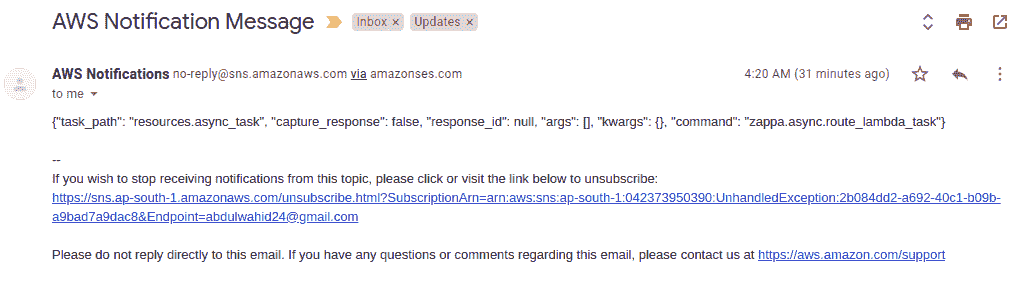 AWS Notification Message Inbox × Updates ×
AWS Notifications no-reply@sns.amazonaws.com via amazonses.com 4:20 AM (31 minutes ago)
to me
{"task_path": "resources.async_task", "capture_response": false, "response_id": null, "args": [], "kwargs": {}, "command": "zappa.async.route_lambda_task"}
--
If you wish to stop receiving notifications from this topic, please click or visit the link below to unsubscribe:
https://sns.ap-south-1.amazonaws.com/unsubscribe.html?SubscriptionArn=arn:aws:sns:ap-south-1:042373950390:UnhandledException:2b084dd2-a692-40c1-b09b-
a9bad7a9dac8&Endpoint=abdulwahid24@gmail.com
Please do not reply directly to this email. If you have any questions or comments regarding this email, please contact us at https://aws.amazon.com/support